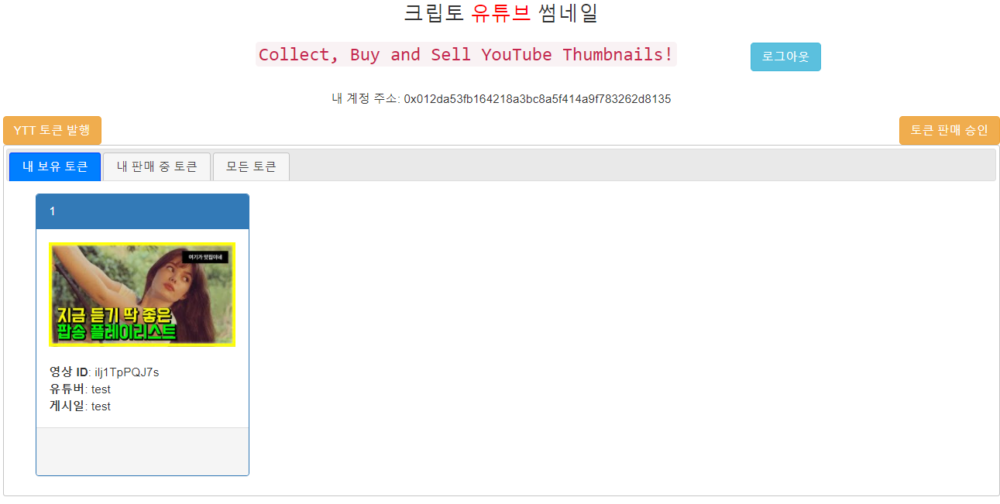 크립토 유튜브 썸네일
Collect, Buy and Sell YouTube Thumbnails!
로그아웃
내 계정 주소: 0x012da53fb164218a3bc8a5f414a9f783262d8135
YTT 토큰 발행
토큰 판매 승인
내 보유 토큰
내 판매 중 토큰
모든 토큰
1
여기가 맛집이네
지금 듣기 딱 좋은
팝송 플레이리스트
영상 ID: ilj1TpPQJ7s
유튜버: test
게시일: test